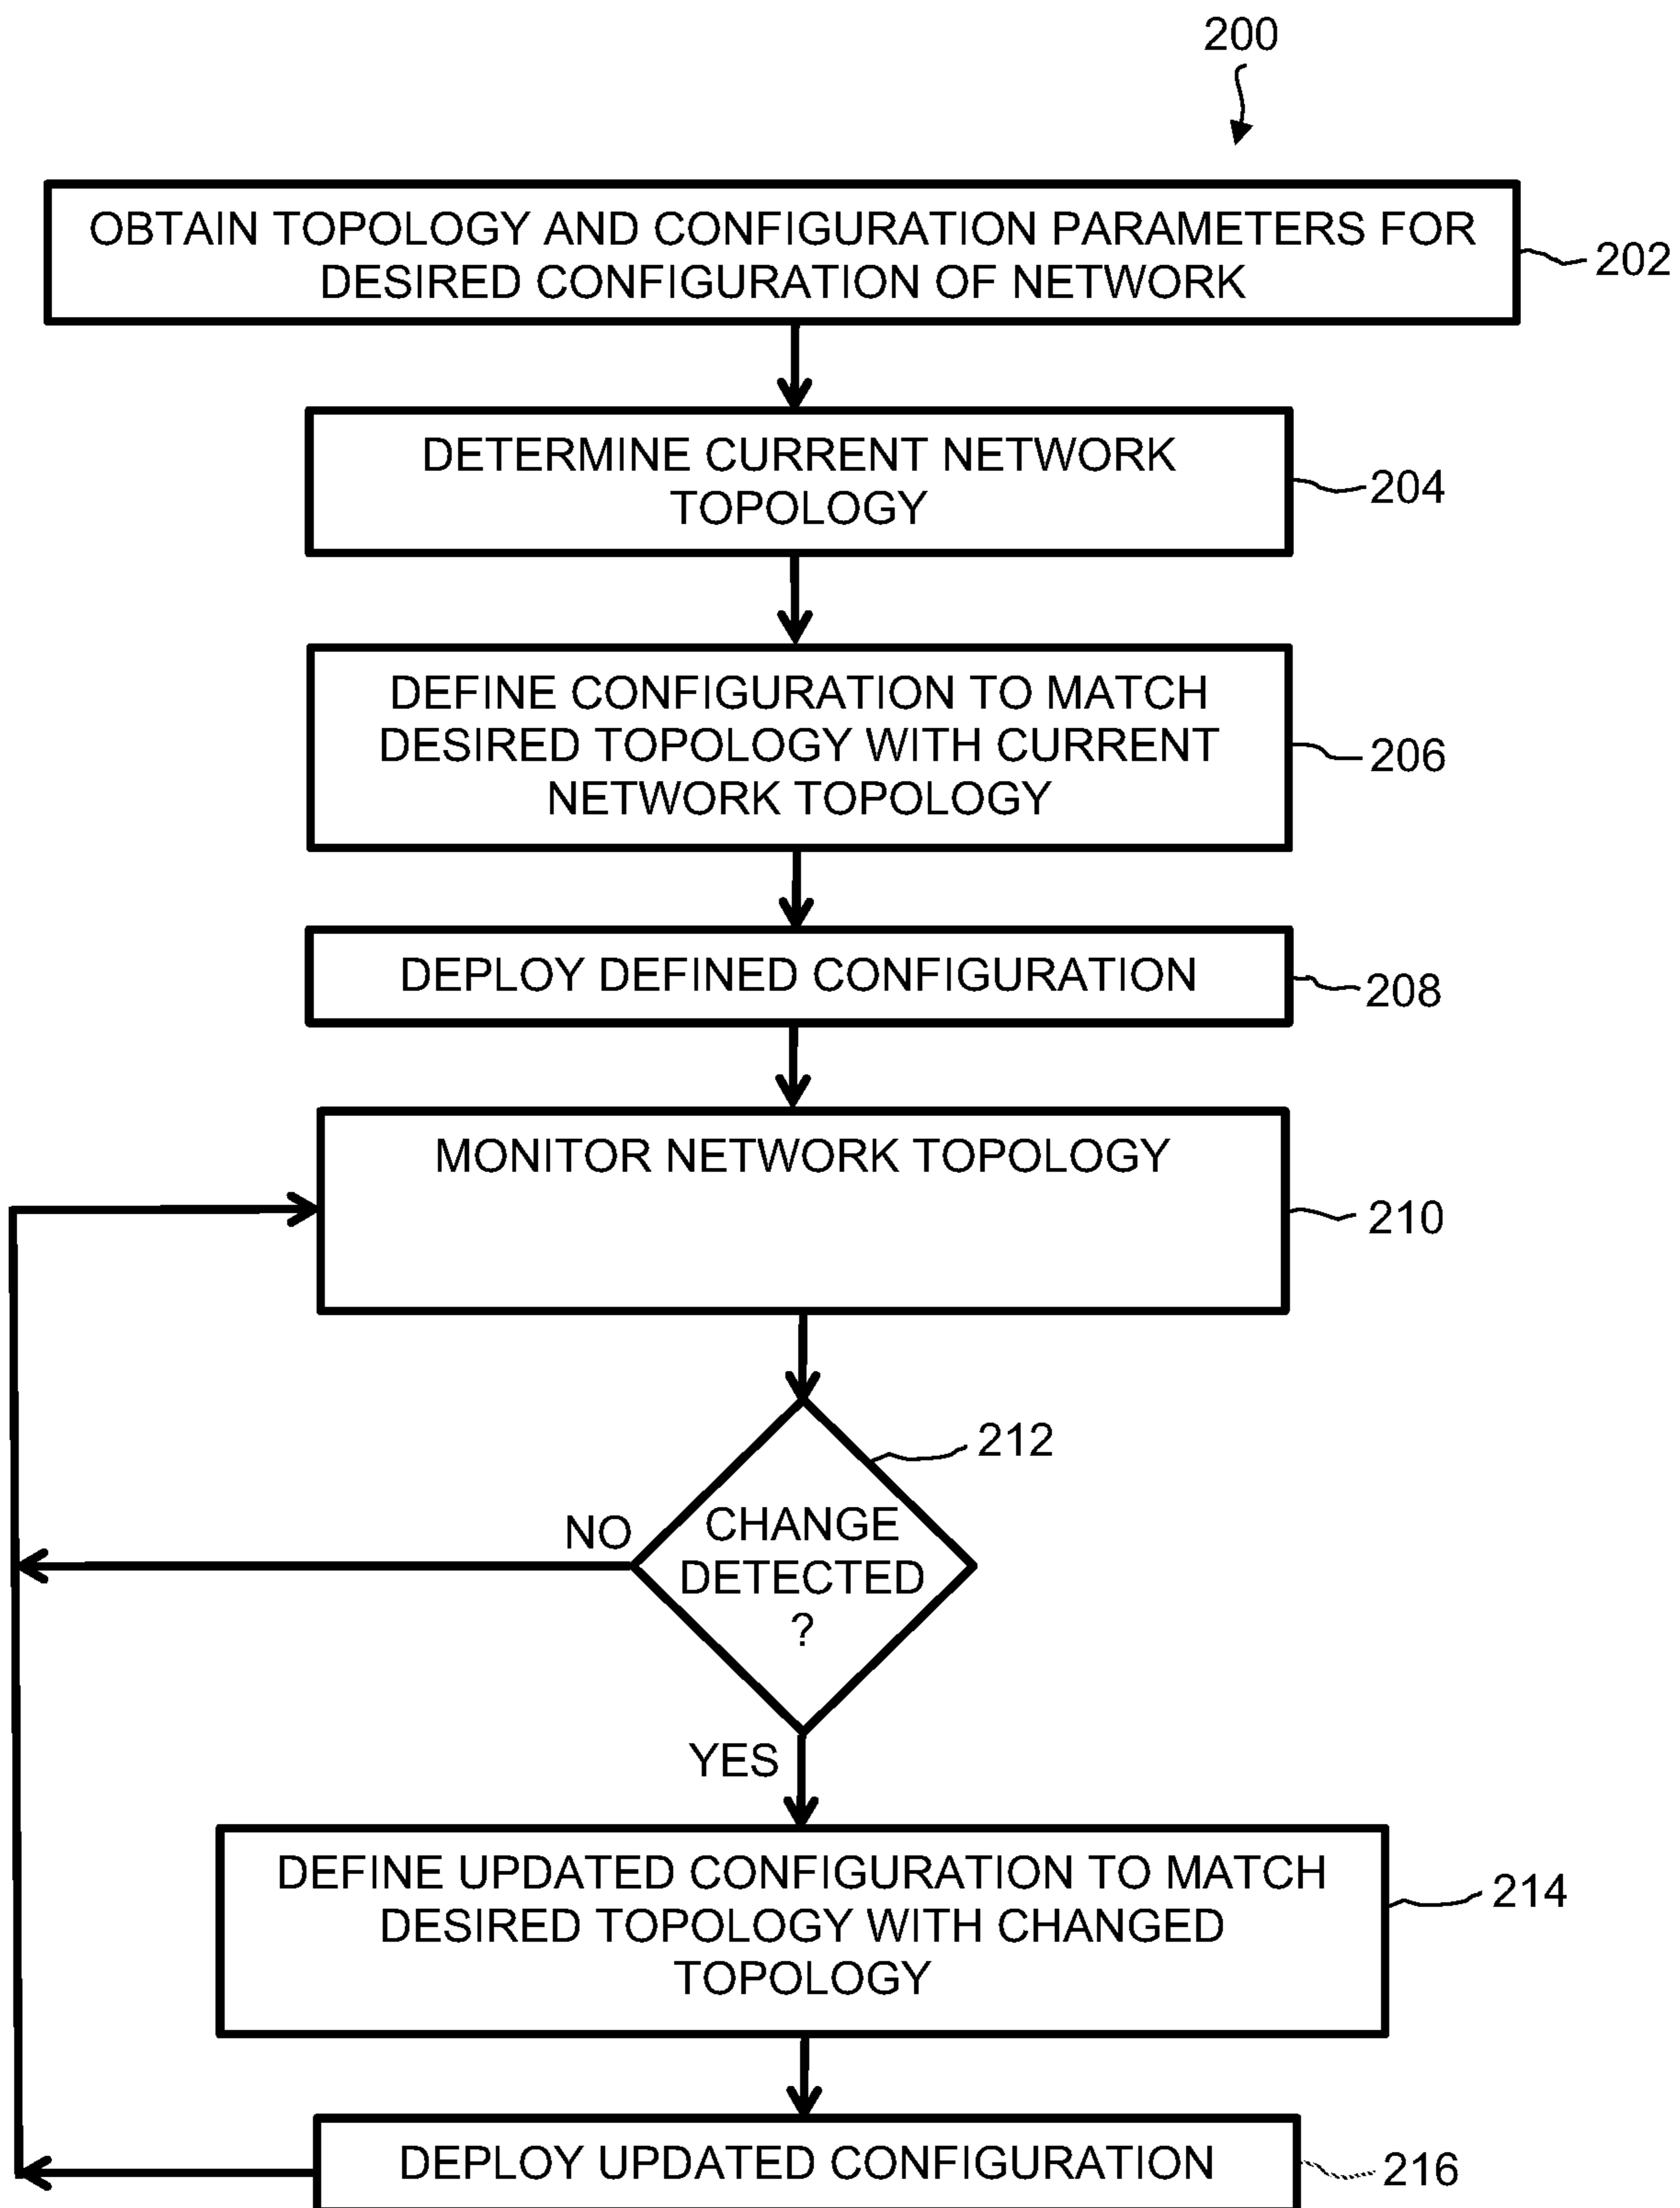 200
OBTAIN TOPOLOGY AND CONFIGURATION PARAMETERS FOR
DESIRED CONFIGURATION OF NETWORK
202
DETERMINE CURRENT NETWORK
TOPOLOGY
204
DEFINE CONFIGURATION TO MATCH
DESIRED TOPOLOGY WITH CURRENT
NETWORK TOPOLOGY
206
DEPLOY DEFINED CONFIGURATION
208
MONITOR NETWORK TOPOLOGY
210
212
NO
CHANGE
DETECTED
?
YES
DEFINE UPDATED CONFIGURATION TO MATCH
DESIRED TOPOLOGY WITH CHANGED
TOPOLOGY
214
DEPLOY UPDATED CONFIGURATION
216